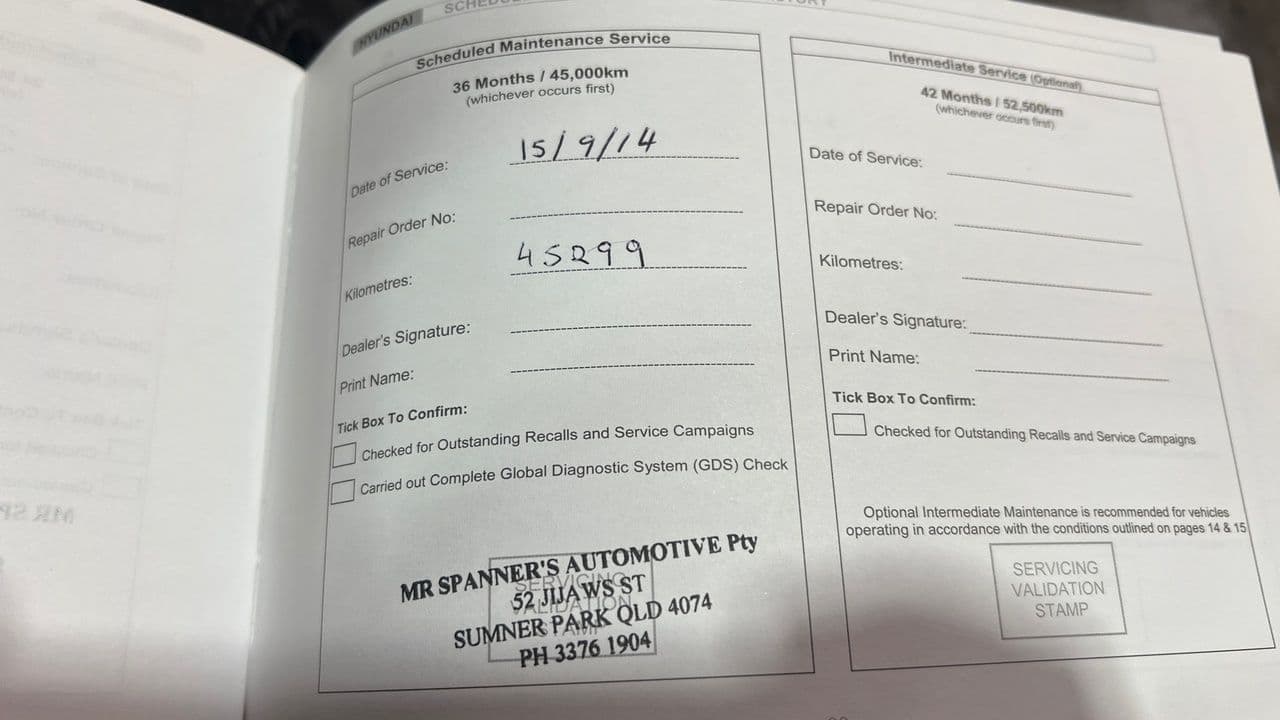 HYUNDAI
Scheduled Maintenance Service
36 Months / 45,000km
(whichever occurs first)
Date of Service: 15/9/14
Repair Order No:
Kilometres: 45299
Dealer's Signature:
Print Name:
Tick Box To Confirm:
Checked for Outstanding Recalls and Service Campaigns
Carried out Complete Global Diagnostic System (GDS) Check
SERVICING
VALIDATION
STAMP
MR SPANNER'S AUTOMOTIVE Pty
52 JIJAWS ST
SUMNER PARK QLD 4074
PH 3376 1904
Intermediate Service (Optional)
42 Months / 52,500km
(whichever occurs first)
Date of Service:
Repair Order No:
Kilometres:
Dealer's Signature:
Print Name:
Tick Box To Confirm:
Checked for Outstanding Recalls and Service Campaigns
Optional Intermediate Maintenance is recommended for vehicles
operating in accordance with the conditions outlined on pages 14 & 15
SERVICING
VALIDATION
STAMP